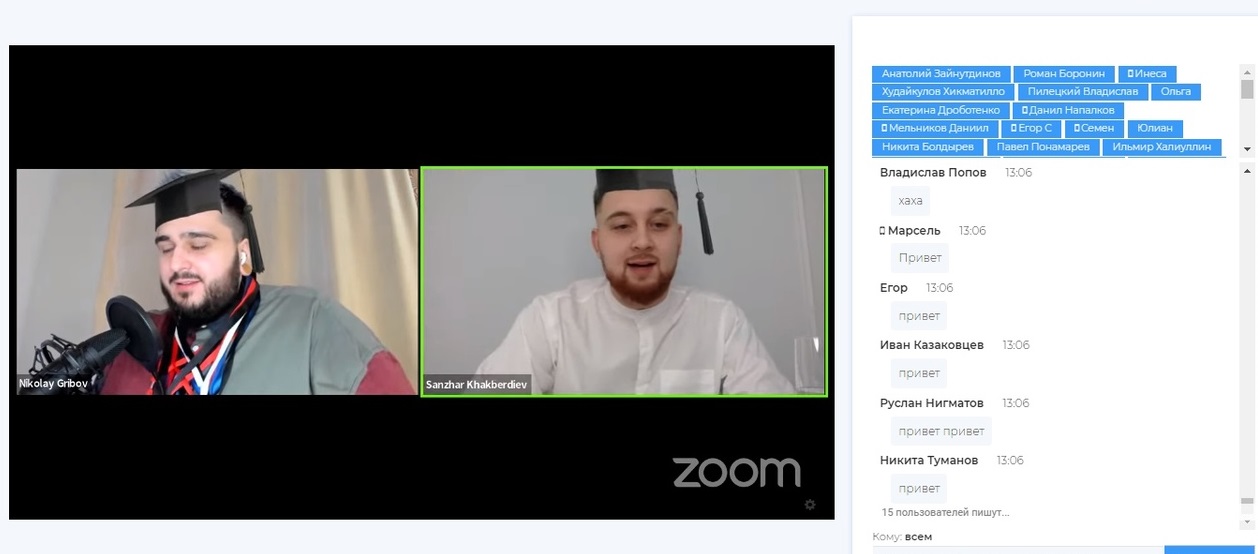 Nikolay Gribov
Sanzhar Khakberdiev
zoom
Анатолий Зайнутдинов Роман Боронин Инеса
Худайкулов Хикматилло Пилецкий Владислав Ольга
Екатерина Дроботенко Данил Напалков
Мельников Даниил Егор С Семен Юлиан
Никита Болдырев Павел Понамарев Ильмир Халиуллин
Владислав Попов 13:06
хаха
Марсель 13:06
Привет
Егор 13:06
привет
Иван Казаковцев 13:06
привет
Руслан Нигматов 13:06
привет привет
Никита Туманов 13:06
привет
15 пользователей пишут...
Кому: всем